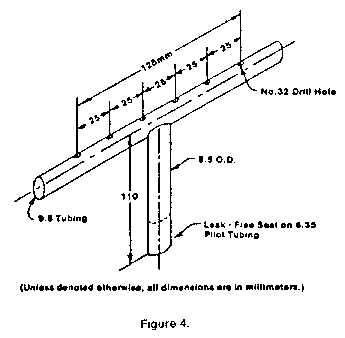 125mm
25
25
25
25
25
No.32 Drill Hole
9.5 O.D.
110
9.5 Tubing
Leak - Free Seal on 6.35
Pilot Tubing
(Unless denoted otherwise, all dimensions are in millimeters.)
Figure 4.